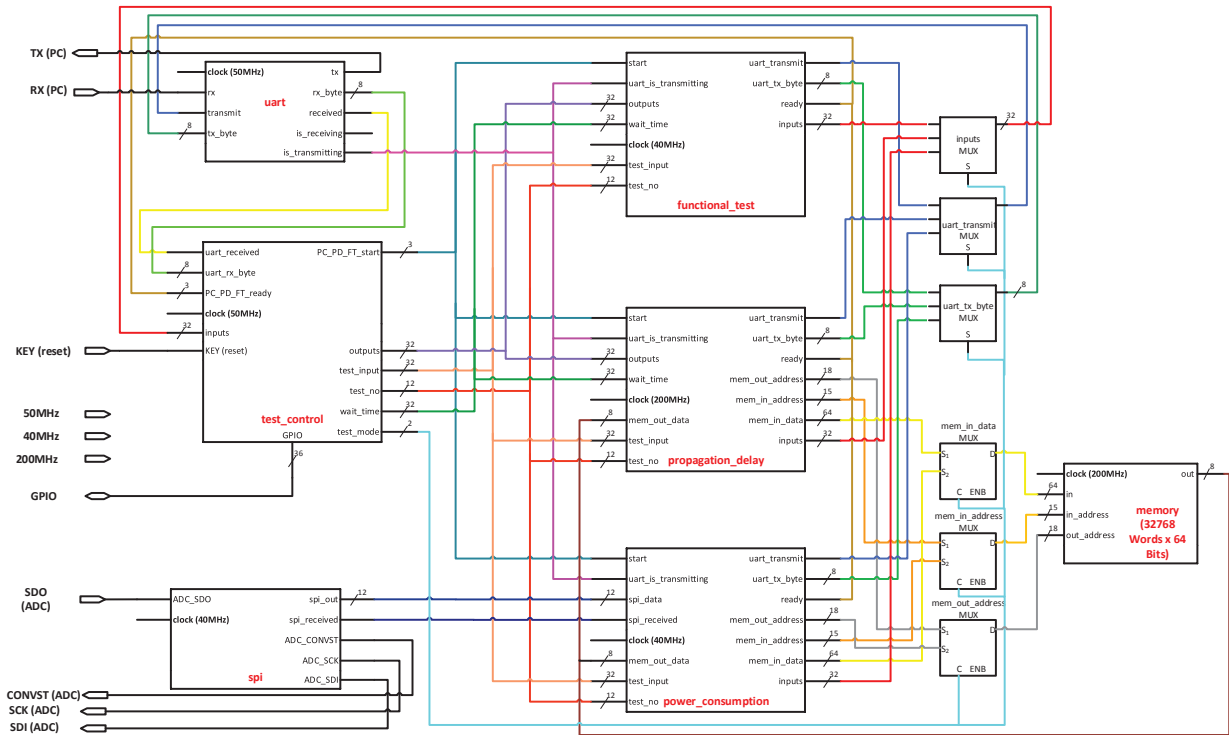 TX (PC)
RX (PC)
clock (50MHz)
rx
transmit
tx_byte
8
uart
tx
rx_byte
8
received
is_receiving
is_transmitting
uart_received
uart_rx_byte
8
PC_PD_FT_ready
3
clock (50MHz)
inputs
32
KEY (reset)
KEY (reset)
PC_PD_FT_start
3
outputs
32
test_input
32
test_no
12
wait_time
32
test_mode
2
test_control
GPIO
36
50MHz
40MHz
200MHz
GPIO
SDO
(ADC)
ADC_SDO
clock (40MHz)
spi_out
12
spi_received
ADC_CONVST
ADC_SCK
ADC_SDI
spi
CONVST (ADC)
SCK (ADC)
SDI (ADC)
start
uart_is_transmitting
outputs
32
wait_time
32
clock (40MHz)
test_input
32
test_no
12
uart_transmit
uart_tx_byte
8
ready
inputs
32
functional_test
start
uart_is_transmitting
outputs
32
wait_time
32
clock (200MHz)
mem_out_data
8
test_input
32
test_no
12
uart_transmit
uart_tx_byte
8
ready
mem_out_address
18
mem_in_address
15
mem_in_data
64
inputs
32
propagation_delay
start
uart_is_transmitting
spi_data
12
spi_received
clock (40MHz)
mem_out_data
8
test_input
32
test_no
12
uart_transmit
uart_tx_byte
8
ready
mem_out_address
18
mem_in_address
15
mem_in_data
64
inputs
32
power_consumption
inputs
MUX
S
32
uart_transmit
MUX
S
uart_tx_byte
MUX
S
8
mem_in_data
MUX
S1
S2
D
C ENB
mem_in_address
MUX
S1
S2
D
C ENB
mem_out_address
MUX
S1
S2
D
C ENB
clock (200MHz)
in
64
in_address
15
out_address
18
out
8
memory
(32768
Words x 64
Bits)